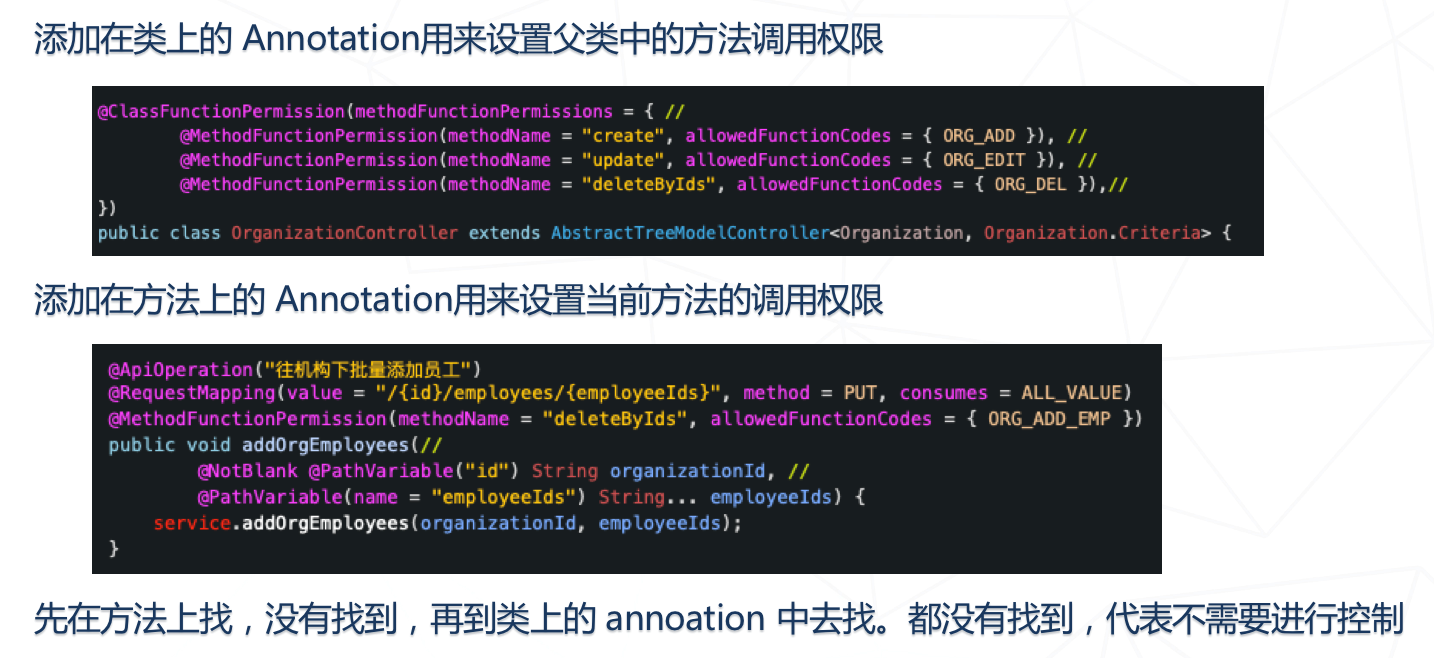 添加在类上的 Annotation用来设置父类中的方法调用权限
@ClassFunctionPermission(methodFunctionPermissions = { //
@MethodFunctionPermission(methodName = "create", allowedFunctionCodes = { ORG_ADD }), //
@MethodFunctionPermission(methodName = "update", allowedFunctionCodes = { ORG_EDIT }), //
@MethodFunctionPermission(methodName = "deleteByIds", allowedFunctionCodes = { ORG_DEL }),//
})
public class OrganizationController extends AbstractTreeModelController<Organization, Organization.Criteria> {
添加在方法上的 Annotation用来设置当前方法的调用权限
@ApiOperation("往机构下批量添加员工")
@RequestMapping(value = "/{id}/employees/{employeeIds}", method = PUT, consumes = ALL_VALUE)
@MethodFunctionPermission(methodName = "deleteByIds", allowedFunctionCodes = { ORG_ADD_EMP })
public void addOrgEmployees(//
@NotBlank @PathVariable("id") String organizationId, //
@PathVariable(name = "employeeIds") String... employeeIds) {
service.addOrgEmployees(organizationId, employeeIds);
}
先在方法上找，没有找到，再到类上的 annoation 中去找。都没有找到，代表不需要进行控制